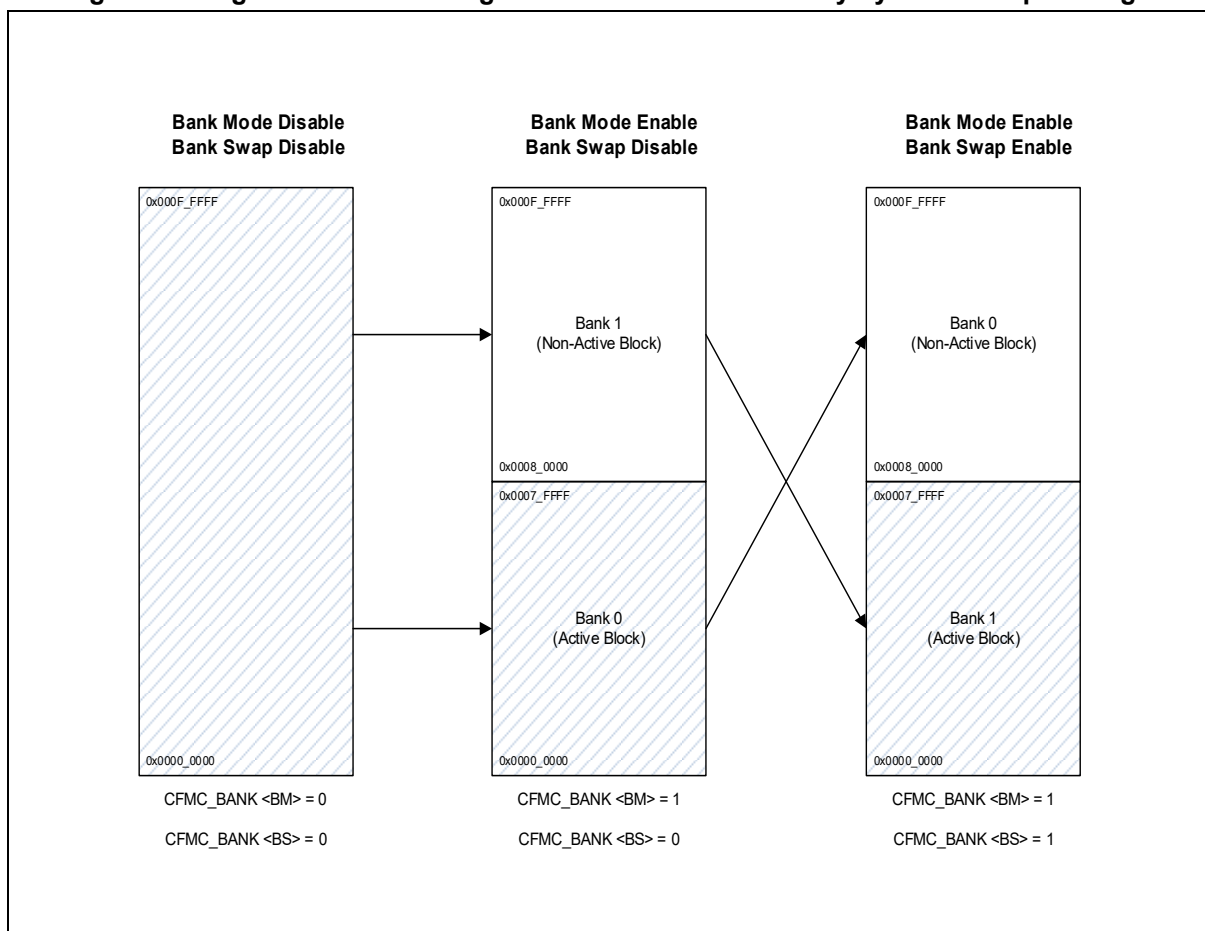 Bank Mode Disable
Bank Swap Disable
Bank Mode Enable
Bank Swap Disable
Bank Mode Enable
Bank Swap Enable
0x000F_FFFF
0x0000_0000
0x000F_FFFF
Bank 1
(Non-Active Block)
0x0008_0000
0x0007_FFFF
Bank 0
(Active Block)
0x0000_0000
0x000F_FFFF
Bank 0
(Non-Active Block)
0x0008_0000
0x0007_FFFF
Bank 1
(Active Block)
0x0000_0000
CFMC_BANK <BM> = 0
CFMC_BANK <BS> = 0
CFMC_BANK <BM> = 1
CFMC_BANK <BS> = 0
CFMC_BANK <BM> = 1
CFMC_BANK <BS> = 1